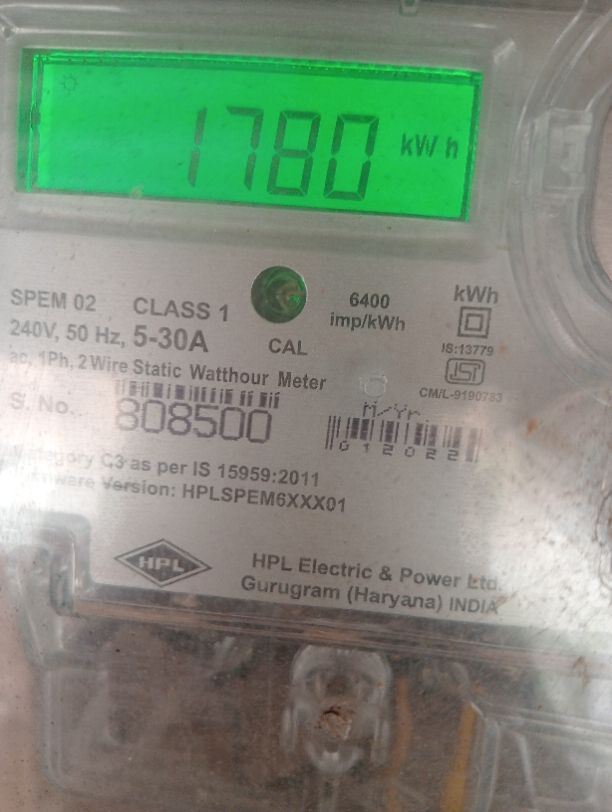 1780 kWh
SPEM 02 CLASS 1
6400
imp/kWh
kWh
240V, 50 Hz, 5-30A
CAL
IS:13779
ac, 1Ph, 2 Wire Static Watthour Meter
CM/L-9190783
S. No.
808500
M/Yr
012022
Category C3 as per IS 15959:2011
Version: HPLSPEM6XXX01
HPL
HPL Electric & Power Ltd.
Gurugram (Haryana) INDIA